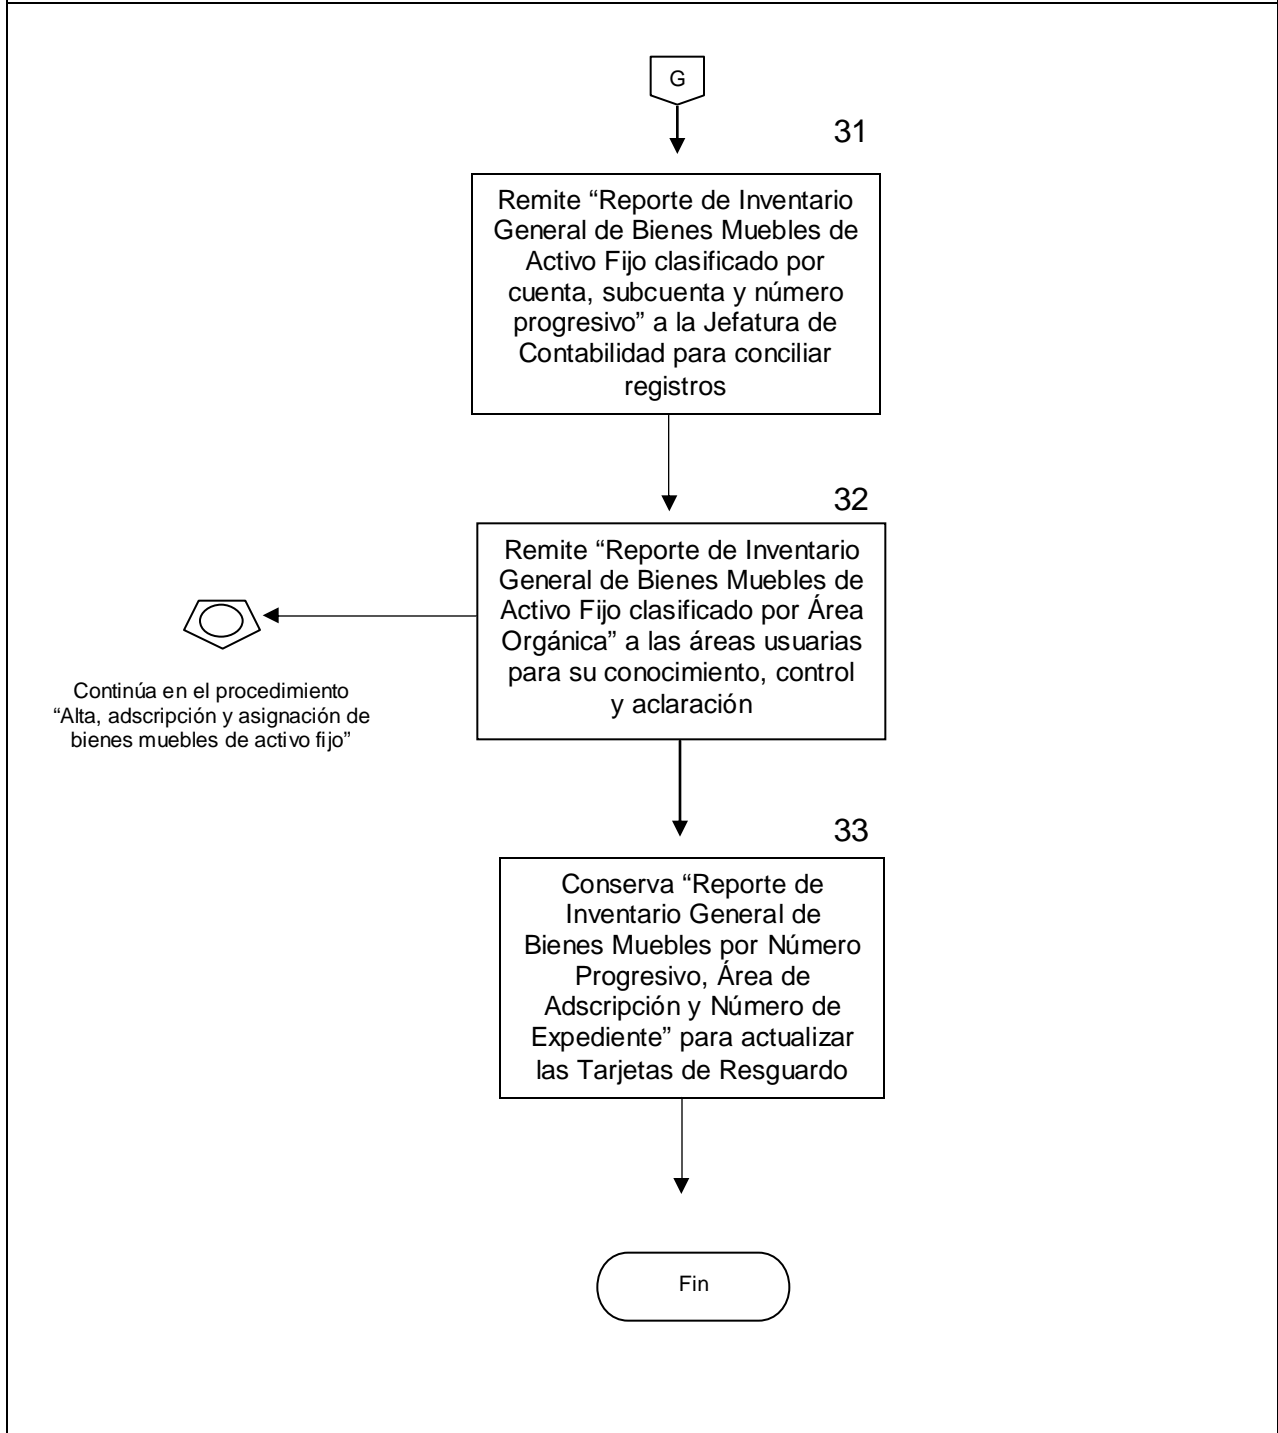 G
31
Remite “Reporte de Inventario
General de Bienes Muebles de
Activo Fijo clasificado por
cuenta, subcuenta y número
progresivo” a la Jefatura de
Contabilidad para conciliar
registros
32
Remite “Reporte de Inventario
General de Bienes Muebles de
Activo Fijo clasificado por Área
Orgánica” a las áreas usuarias
para su conocimiento, control
y aclaración
Continúa en el procedimiento
“Alta, adscripción y asignación de
bienes muebles de activo fijo”
33
Conserva “Reporte de
Inventario General de
Bienes Muebles por Número
Progresivo, Área de
Adscripción y Número de
Expediente” para actualizar
las Tarjetas de Resguardo
Fin